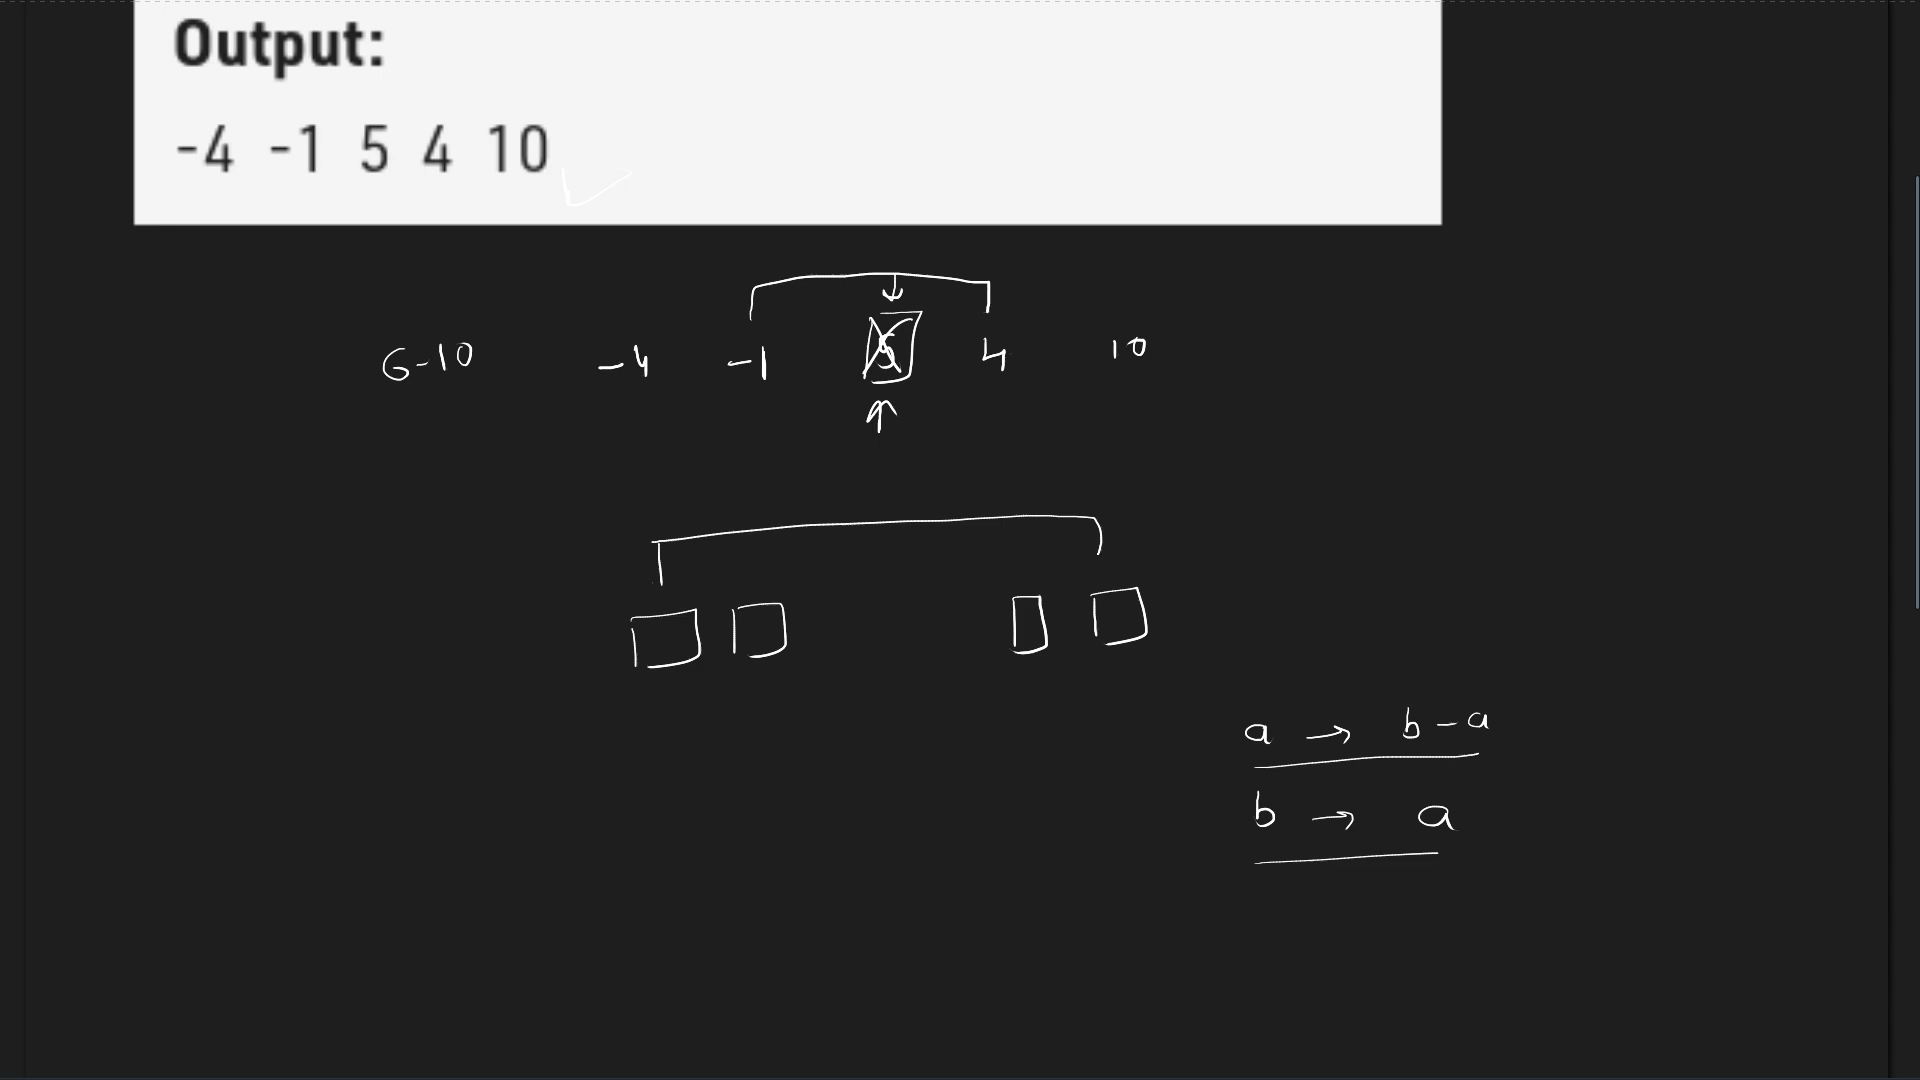 Output:
-4 -1 5 4 10
6-10 -4 -1 5 4 10
a → b-a
b → a